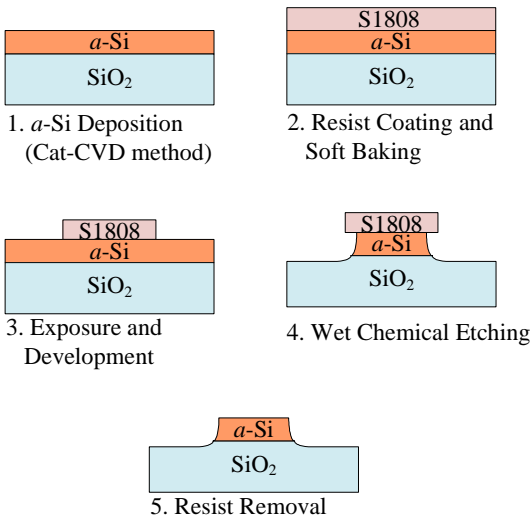 a-Si
SiO₂
1. a-Si Deposition
(Cat-CVD method)
S1808
a-Si
SiO₂
2. Resist Coating and
Soft Baking
S1808
a-Si
SiO₂
3. Exposure and
Development
S1808
a-Si
SiO₂
4. Wet Chemical Etching
a-Si
SiO₂
5. Resist Removal